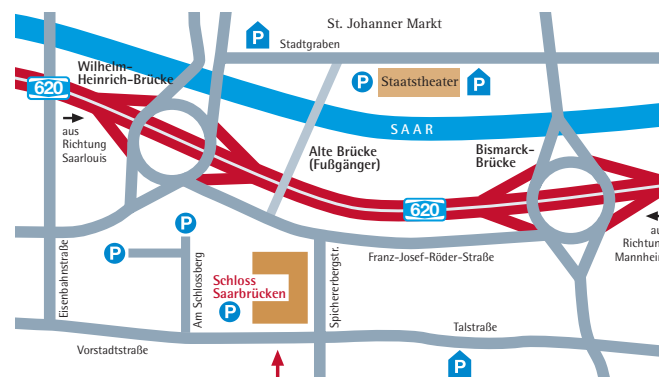 St. Johanner Markt
P
Stadtgraben
Wilhelm-
Heinrich-Brücke
P
Staatstheater
P
620
aus
Richtung
Saarlouis
SAAR
Alte Brücke
(Fußgänger)
Bismarck-
Brücke
620
au
Richtun
Mannhei
P
P
Eisenbahnstraße
Am Schlossberg
Schloss
Saarbrücken
P
Spichererbergstr.
Franz-Josef-Röder-Straße
Vorstadtstraße
Talstraße
P